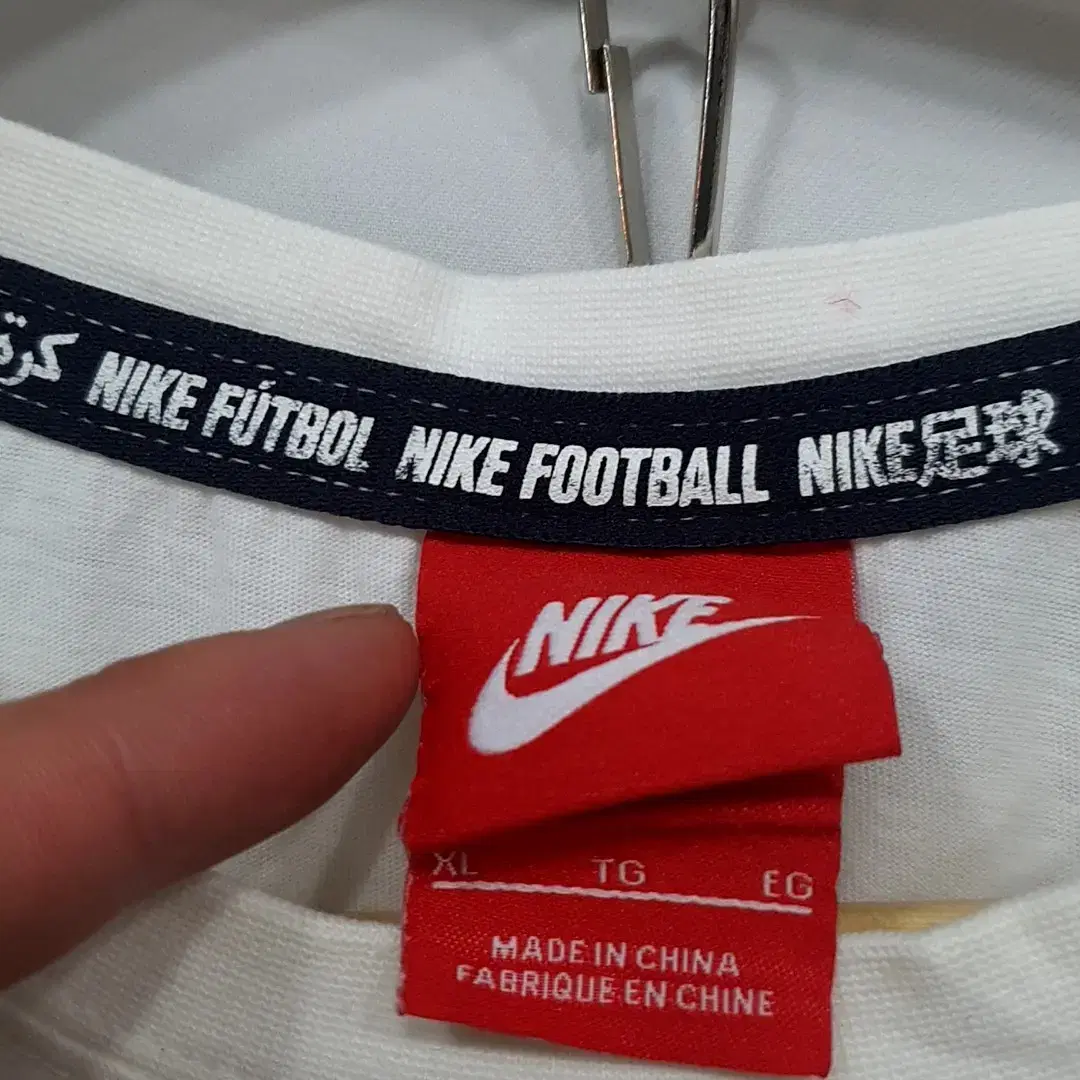 كرة NIKE FÚTBOL NIKE FOOTBALL NIKE足球
NIKE
XL TG EG
MADE IN CHINA
FABRIQUE EN CHINE